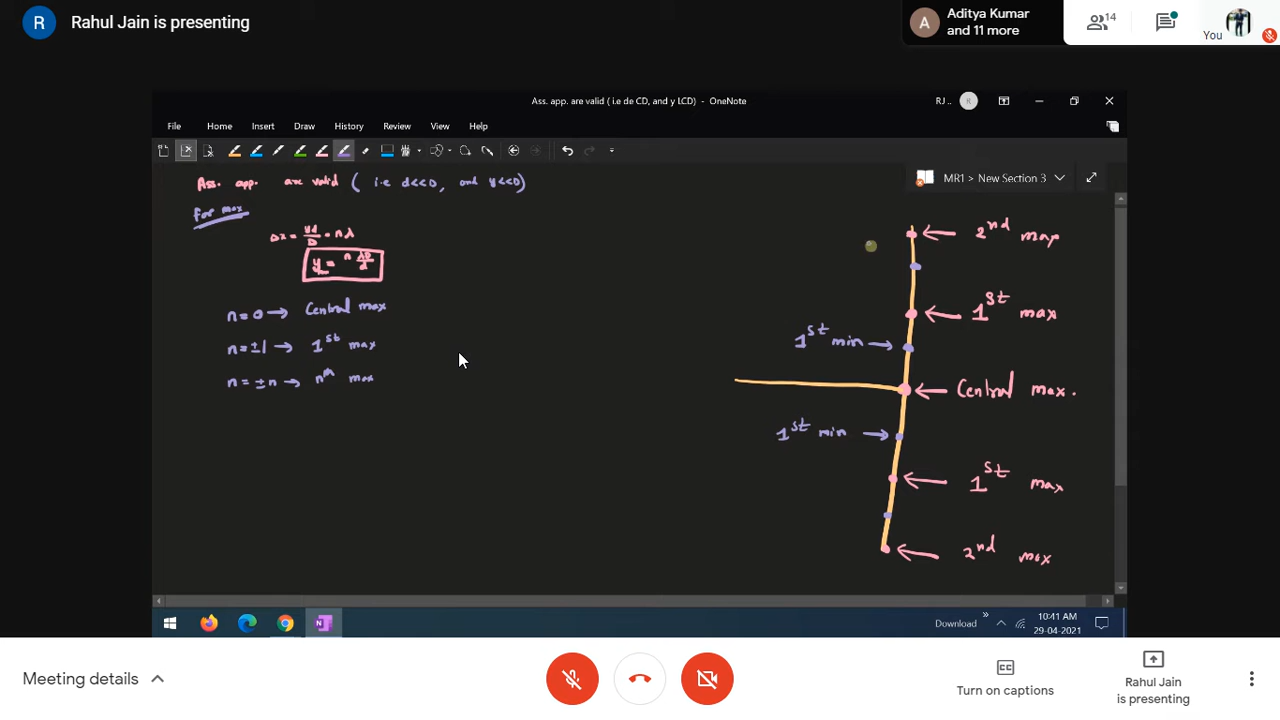 R Rahul Jain is presenting
A Aditya Kumar and 11 more
14
You
Ass. app. are valid ( i.e de CD, and y LCD) - OneNote
RJ ..
File Home Insert Draw History Review View Help
MR1 > New Section 3
Ass. app. are valid ( i.e d<<D, and y<<D)
For max
Δx = yd/D = nλ
y = n λD/d
n=0 → Central max
n=±1 → 1st max
n=±n → nth max
2nd max
1st max
1st min →
Central max.
1st min →
1st max
2nd max
Download
10:41 AM
29-04-2021
Meeting details
Turn on captions
Rahul Jain
is presenting